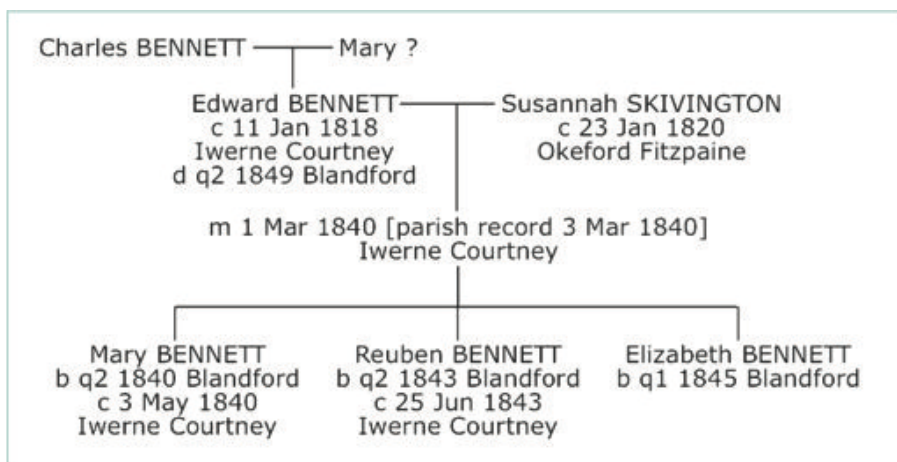 Charles BENNETT Mary ?
Edward BENNETT Susannah SKIVINGTON
c 11 Jan 1818 c 23 Jan 1820
Iwerne Courtney Okeford Fitzpaine
d q2 1849 Blandford
m 1 Mar 1840 [parish record 3 Mar 1840]
Iwerne Courtney
Mary BENNETT Reuben BENNETT Elizabeth BENNETT
b q2 1840 Blandford b q2 1843 Blandford b q1 1845 Blandford
c 3 May 1840 c 25 Jun 1843
Iwerne Courtney Iwerne Courtney